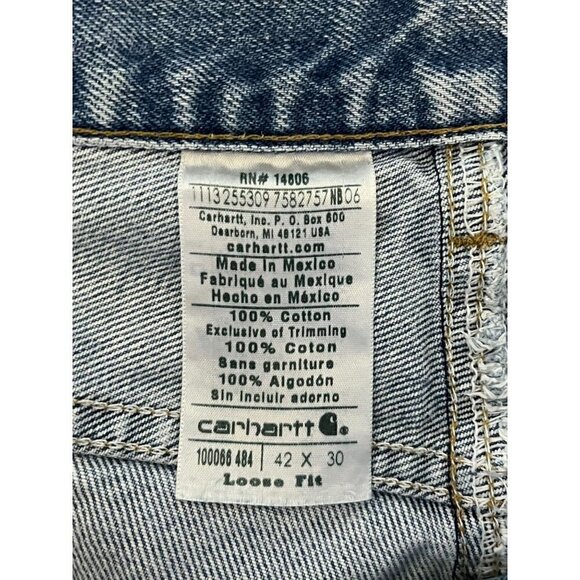 RN# 14806
1113255309 7582757 NB 06
Carhartt, Inc. P. O. Box 600
Dearborn, MI 48121 USA
carhartt.com
Made in Mexico
Fabriqué au Mexique
Hecho en México
100% Cotton
Exclusive of Trimming
100% Coton
Sans garniture
100% Algodón
Sin incluir adorno
carhartt
100066 484 | 42 X 30
Loose Fit